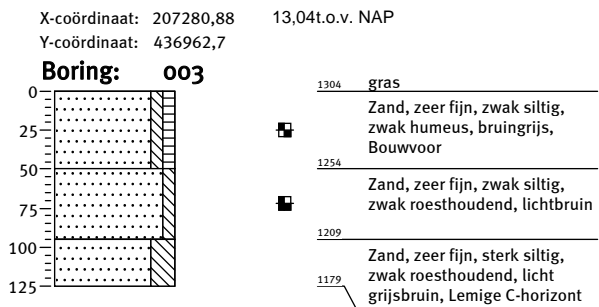 X-coördinaat: 207280,88 13,04t.o.v. NAP
Y-coördinaat: 436962,7
Boring: 003
0
25
50
75
100
125
1304 gras
Zand, zeer fijn, zwak siltig,
zwak humeus, bruingrijs,
Bouwvoor
1254
Zand, zeer fijn, zwak siltig,
zwak roesthoudend, lichtbruin
1209
Zand, zeer fijn, sterk siltig,
zwak roesthoudend, licht
1179
grijsbruin, Lemige C-horizont